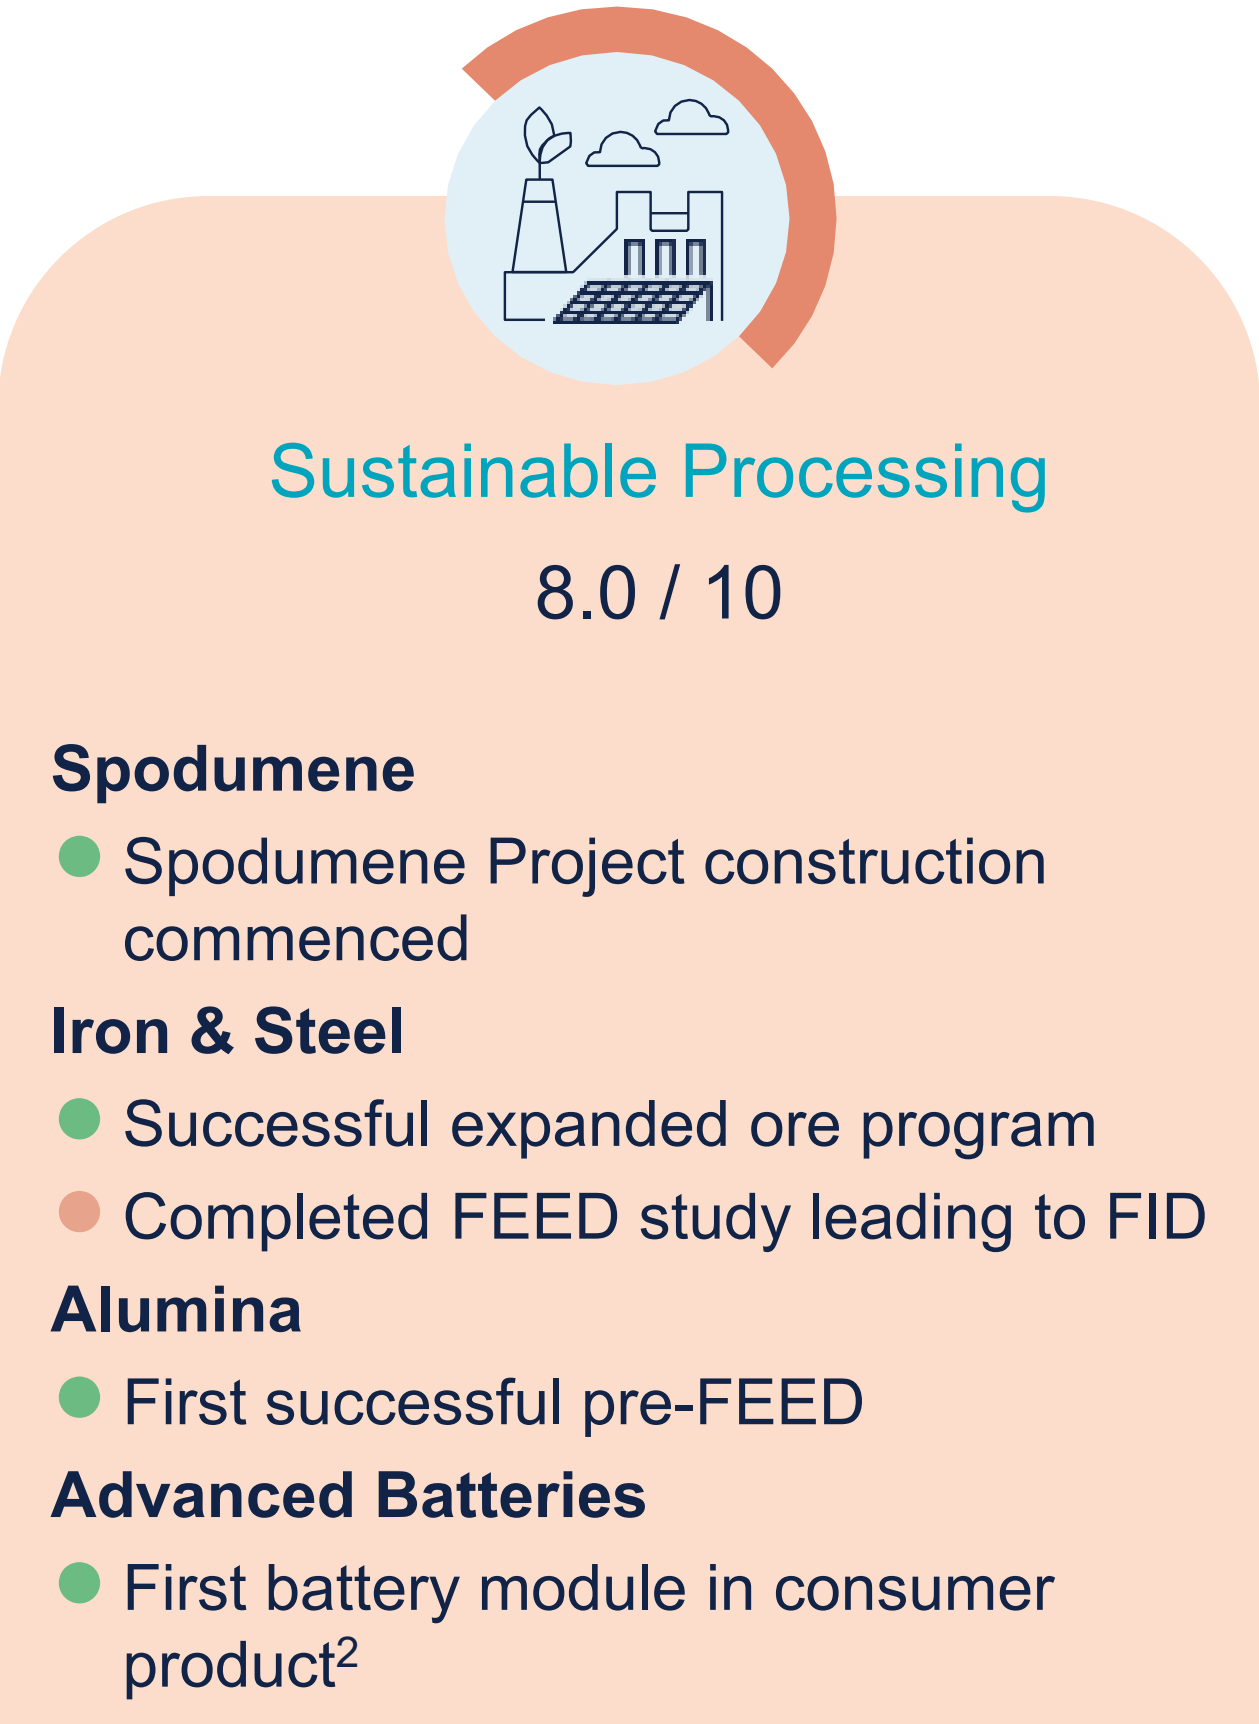 Sustainable Processing
8.0 / 10
Spodumene
Spodumene Project construction
commenced
Iron & Steel
Successful expanded ore program
Completed FEED study leading to FID
Alumina
First successful pre-FEED
Advanced Batteries
First battery module in consumer
product²